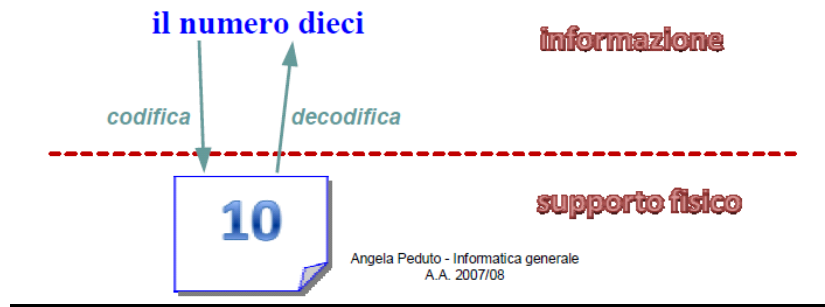 il numero dieci
informazione
codifica
decodifica
10
supporto fisico
Angela Peduto - Informatica generale
A.A. 2007/08